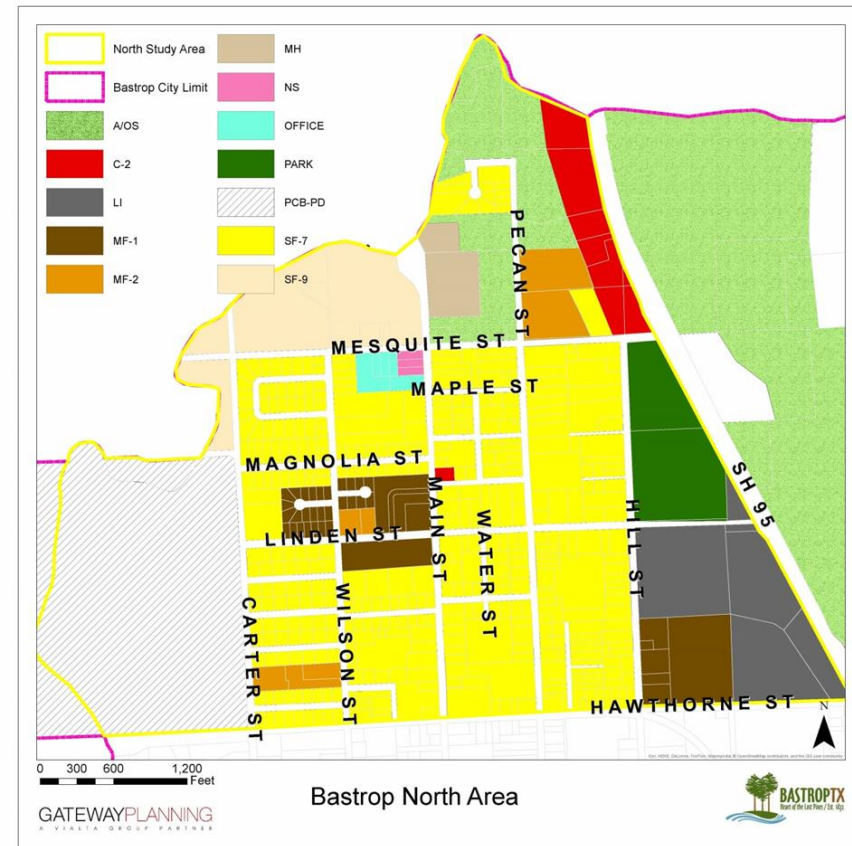 North Study Area
Bastrop City Limit
A/OS
C-2
LI
MF-1
MF-2
MH
NS
OFFICE
PARK
PCB-PD
SF-7
SF-9
PECAN ST
MESQUITE ST
MAPLE ST
MAGNOLIA ST
MAIN ST
SH 95
LINDEN ST
WATER ST
HILL ST
CARTER ST
WILSON ST
HAWTHORNE ST
N
0 300 600 1,200
Feet
Bastrop North Area
GATEWAYPLANNING
A VIALTA GROUP PARTNER
BASTROPTX
Heart of the Lost Pines / Est. 1832